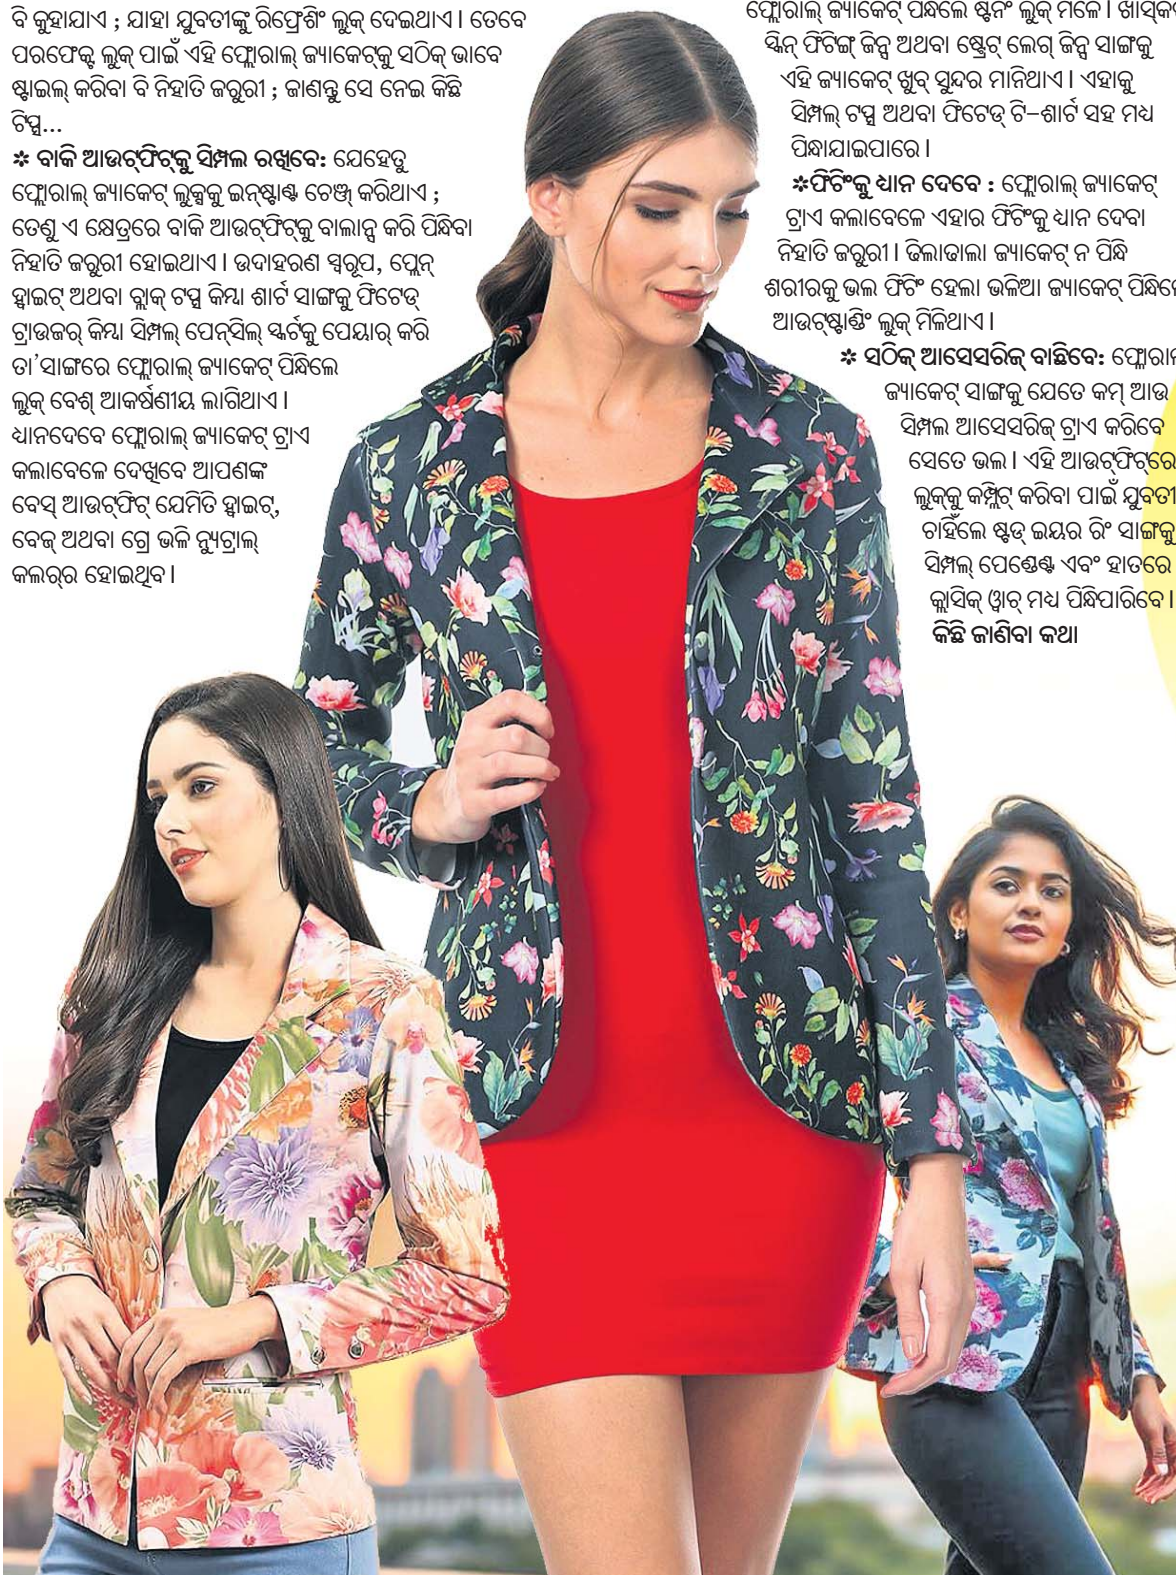 ବି କୁହାଯାଏ ; ଯାହା ଯୁବତୀଙ୍କୁ ରିଫ୍ରେଶିଂ ଲୁକ୍ ଦେଇଥାଏ । ତେବେ
ପରଫେକ୍ଟ ଲୁକ୍ ପାଇଁ ଏହି ଫ୍ଲୋରାଲ୍ ଜ୍ୟାକେଟ୍‌କୁ ସଠିକ୍ ଭାବେ
ଷ୍ଟାଇଲ୍ କରିବା ବି ନିହାତି ଜରୁରୀ ; ଜାଣନ୍ତୁ ସେ ନେଇ କିଛି
ଟିପ୍ସ...
✲ ବାକି ଆଉଟ୍‌ଫିଟ୍‌କୁ ସିମ୍ପଲ ରଖିବେ: ଯେହେତୁ
ଫ୍ଲୋରାଲ୍ ଜ୍ୟାକେଟ୍ ଲୁକ୍ସକୁ ଇନ୍‌ଷ୍ଟାଣ୍ଟ ଚେଞ୍ଜ୍ କରିଥାଏ ;
ତେଣୁ ଏ କ୍ଷେତ୍ରରେ ବାକି ଆଉଟ୍‌ଫିଟ୍‌କୁ ବାଲାନ୍ସ କରି ପିନ୍ଧିବା
ନିହାତି ଜରୁରୀ ହୋଇଥାଏ । ଉଦାହରଣ ସ୍ୱରୂପ, ପ୍ଲେନ୍
ହ୍ୱାଇଟ୍ ଅଥବା ବ୍ଲାକ୍ ଟପ୍ସ କିମ୍ବା ଶାର୍ଟ ସାଙ୍ଗକୁ ଫିଟେଡ୍
ଟ୍ରାଉଜର୍ କିମ୍ବା ସିମ୍ପଲ୍ ପେନ୍‌ସିଲ୍ ସ୍କର୍ଟକୁ ପେୟାର୍ କରି
ତା'ସାଙ୍ଗରେ ଫ୍ଲୋରାଲ୍ ଜ୍ୟାକେଟ୍ ପିନ୍ଧିଲେ
ଲୁକ୍ ବେଶ୍ ଆକର୍ଷଣୀୟ ଲାଗିଥାଏ ।
ଧ୍ୟାନଦେବେ ଫ୍ଲୋରାଲ୍ ଜ୍ୟାକେଟ୍ ଟ୍ରାଏ
କଲାବେଳେ ଦେଖିବେ ଆପଣଙ୍କ
ବେସ୍ ଆଉଟ୍‌ଫିଟ୍ ଯେମିତି ହ୍ୱାଇଟ୍,
ବେଜ୍ ଅଥବା ଗ୍ରେ ଭଳି ନ୍ୟୁଟ୍ରାଲ୍
କଲର୍‌ର ହୋଇଥିବ ।
ଫ୍ଲୋରାଲ୍ ଜ୍ୟାକେଟ୍ ପିନ୍ଧିଲେ ଷ୍ଟନିଂ ଲୁକ୍ ମିଳେ ।
ସ୍କିନ୍ ଫିଟିଙ୍ଗ୍ ଜିନ୍ସ ଅଥବା ଷ୍ଟ୍ରେଟ୍ ଲେଗ୍ ଜିନ୍ସ ସାଙ୍ଗକୁ
ଏହି ଜ୍ୟାକେଟ୍ ଖୁବ୍ ସୁନ୍ଦର ମାନିଥାଏ । ଏହାକୁ
ସିମ୍ପଲ୍ ଟପ୍ସ ଅଥବା ଫିଟେଡ୍ ଟି-ଶାର୍ଟ ସହ ମଧ୍ୟ
ପିନ୍ଧାଯାଇପାରେ ।
✲ଫିଟିଂକୁ ଧ୍ୟାନ ଦେବେ : ଫ୍ଲୋରାଲ୍ ଜ୍ୟାକେଟ୍
ଟ୍ରାଏ କଲାବେଳେ ଏହାର ଫିଟିଂକୁ ଧ୍ୟାନ ଦେବା
ନିହାତି ଜରୁରୀ । ଢିଲାଢାଲା ଜ୍ୟାକେଟ୍ ନ ପିନ୍ଧି
ଶରୀରକୁ ଭଲ ଫିଟିଂ ହେଲା ଭଳିଆ ଜ୍ୟାକେଟ୍ ପିନ୍ଧିଲେ
ଆଉଟ୍‌ଷ୍ଟାଣ୍ଡିଂ ଲୁକ୍ ମିଳିଥାଏ ।
✲ ସଠିକ୍ ଆସେସରିଜ୍ ବାଛିବେ: ଫ୍ଲୋରାଲ
ଜ୍ୟାକେଟ୍ ସାଙ୍ଗକୁ ଯେତେ କମ୍ ଆଉ
ସିମ୍ପଲ ଆସେସରିଜ୍ ଟ୍ରାଏ କରିବେ
ସେତେ ଭଲ । ଏହି ଆଉଟ୍‌ଫିଟ୍‌ରେ
ଲୁକ୍‌କୁ କମ୍ପ୍ଲିଟ୍ କରିବା ପାଇଁ ଯୁବତୀ
ଚାହିଁଲେ ଷ୍ଟଡ୍ ଇୟର ରିଂ ସାଙ୍ଗକୁ
ସିମ୍ପଲ୍ ପେଣ୍ଡେଣ୍ଟ ଏବଂ ହାତରେ
କ୍ଲାସିକ୍ ୱାଚ୍ ମଧ୍ୟ ପିନ୍ଧିପାରିବେ ।
କିଛି ଜାଣିବା କଥା